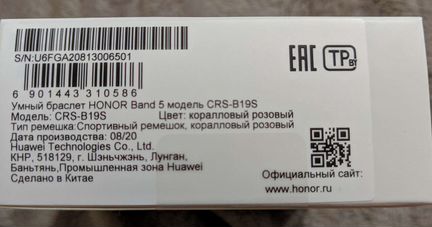 S/N:U6FGA20813006501
EAC TP BY
6 901443 310586
Умный браслет HONOR Band 5 модель CRS-B19S
Модель: CRS-B19S Цвет: коралловый розовый
Тип ремешка:Спортивный ремешок, коралловый розовый
Дата производства: 08/20
Huawei Technologies Co., Ltd.
КНР, 518129, г. Шэньчжэнь, Лунган,
Баньтянь,Промышленная зона Huawei
Сделано в Китае
Официальный сайт:
www.honor.ru